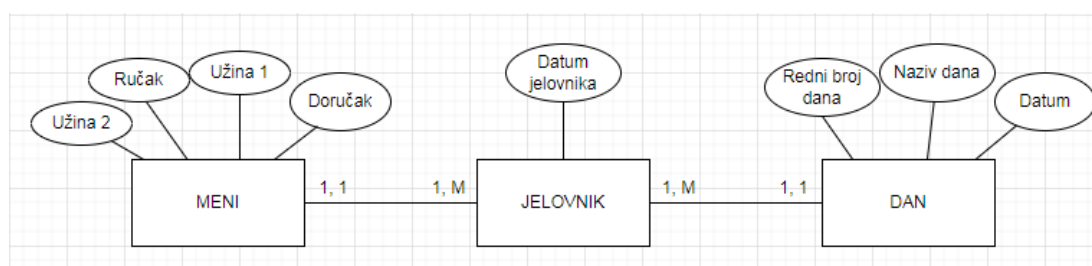 Užina 2
Ručak
Užina 1
Doručak
Datum
jelovnika
Redni broj
dana
Naziv dana
Datum
MENI
1, 1
1, M
JELOVNIK
1, M
1, 1
DAN